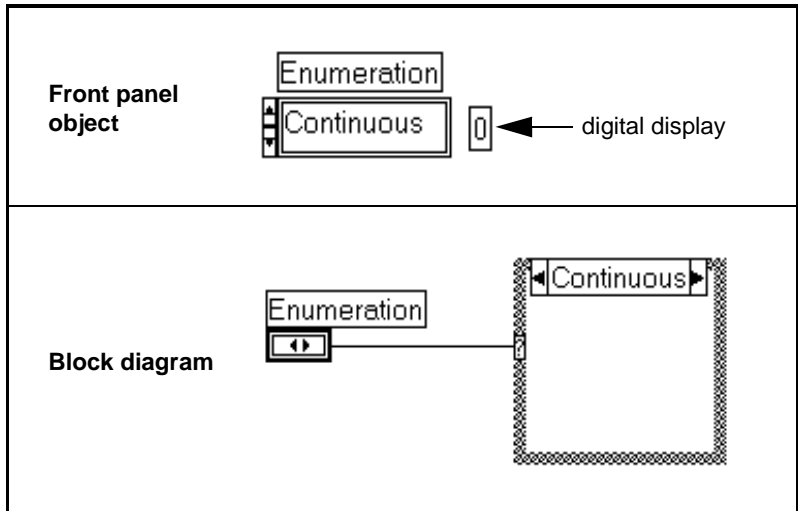 Enumeration
Front panel
object
Continuous
0
digital display
Continuous
Enumeration
?
Block diagram